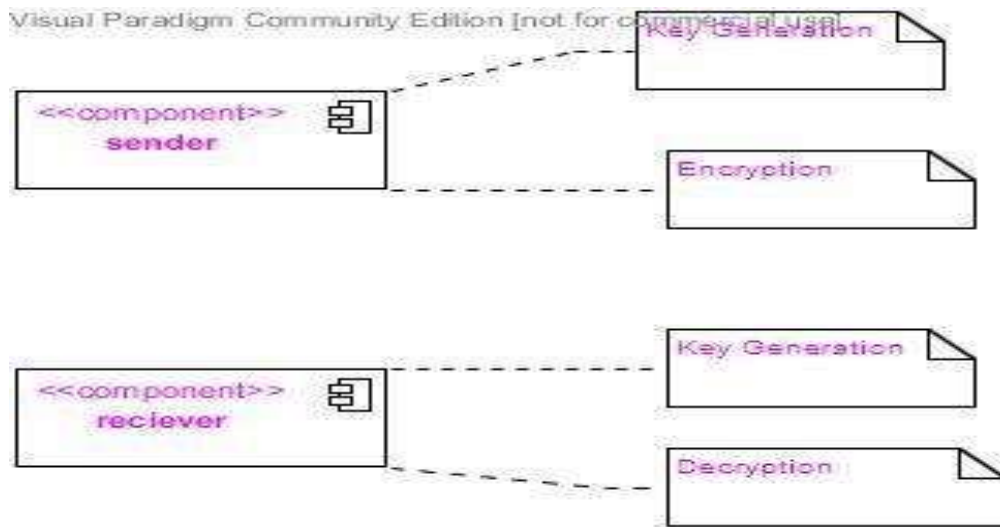 Visual Paradigm Community Edition [not for commercial use]
Key Generation
<<component>>
sender
Encryption
Key Generation
<<component>>
reciever
Decryption